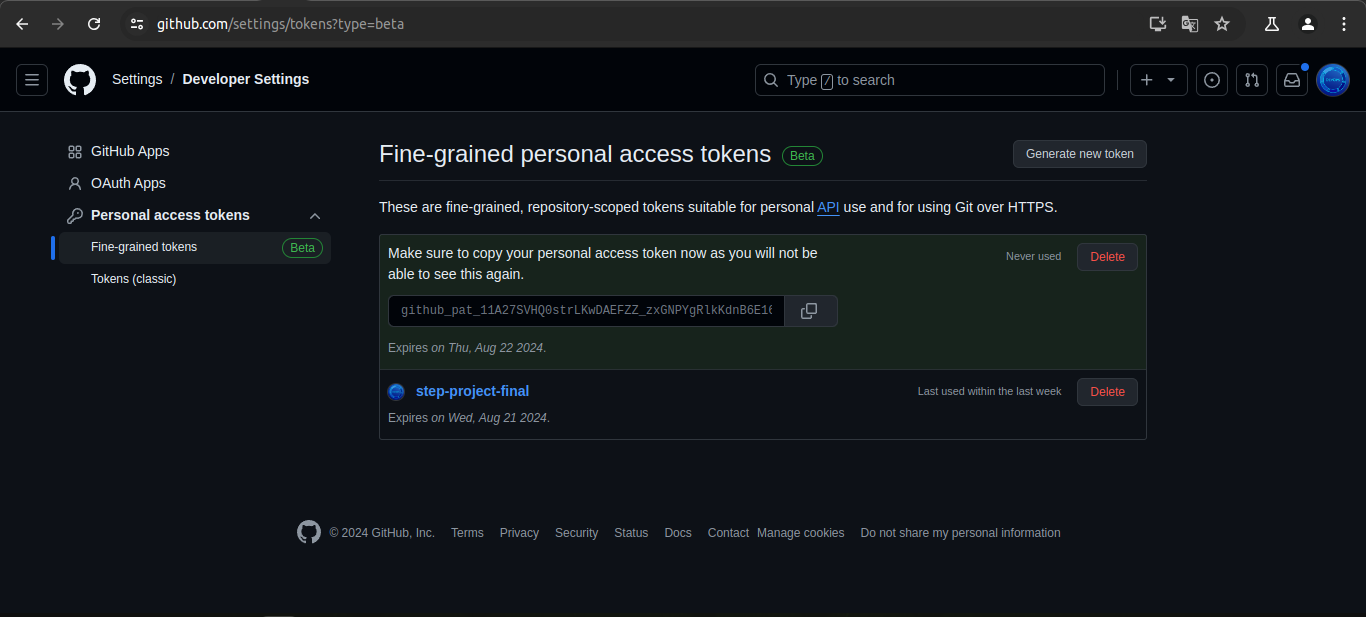 github.com/settings/tokens?type=beta
Settings / Developer Settings
Type / to search
GitHub Apps
OAuth Apps
Personal access tokens
Fine-grained tokens Beta
Tokens (classic)
Fine-grained personal access tokens Beta
Generate new token
These are fine-grained, repository-scoped tokens suitable for personal API use and for using Git over HTTPS.
Make sure to copy your personal access token now as you will not be
able to see this again.
Never used
Delete
github_pat_11A27SVHQ0strLKwDAEFZZ_zxGNPYgRlkKdnB6E16
Expires on Thu, Aug 22 2024.
step-project-final
Last used within the last week
Delete
Expires on Wed, Aug 21 2024.
© 2024 GitHub, Inc. Terms Privacy Security Status Docs Contact Manage cookies Do not share my personal information